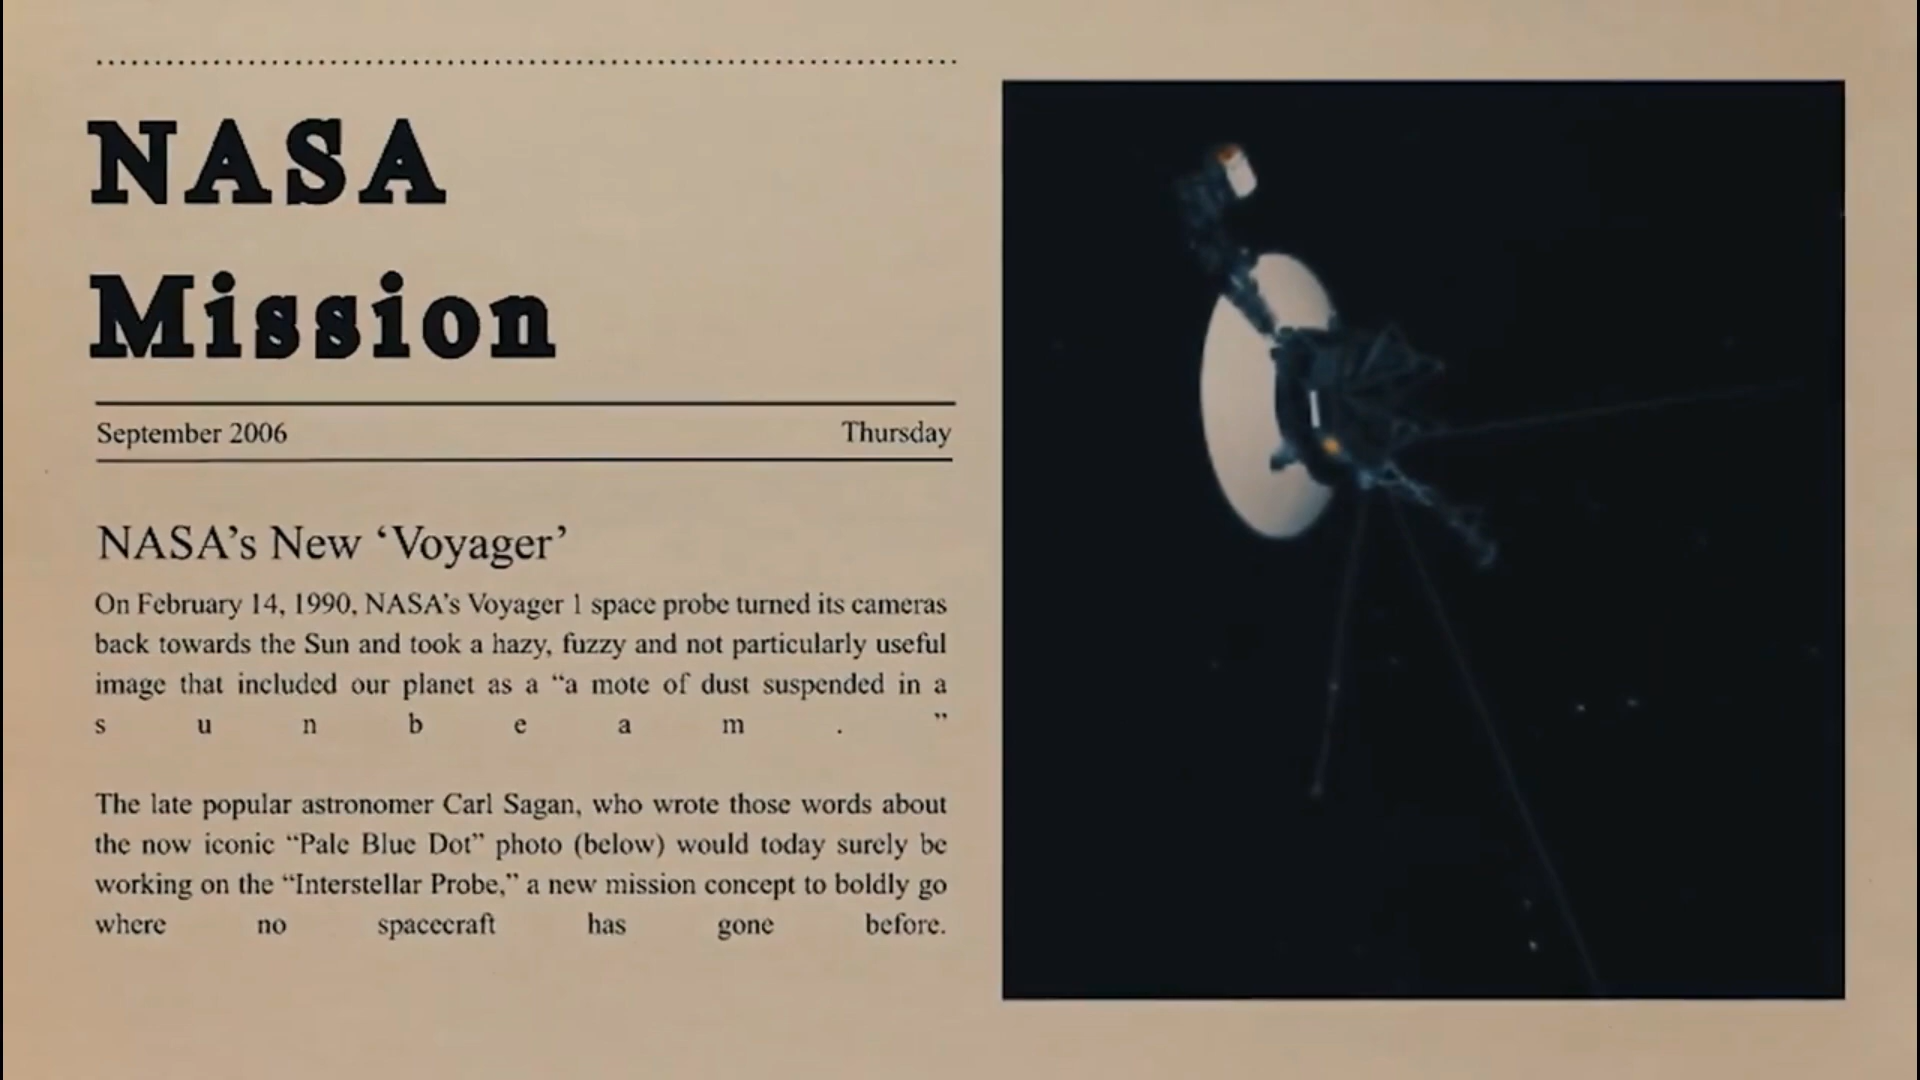 NASA
Mission
September 2006 Thursday
NASA’s New ‘Voyager’
On February 14, 1990, NASA’s Voyager 1 space probe turned its cameras
back towards the Sun and took a hazy, fuzzy and not particularly useful
image that included our planet as a “a mote of dust suspended in a
s u n b e a m . ”
The late popular astronomer Carl Sagan, who wrote those words about
the now iconic “Pale Blue Dot” photo (below) would today surely be
working on the “Interstellar Probe,” a new mission concept to boldly go
where no spacecraft has gone before.